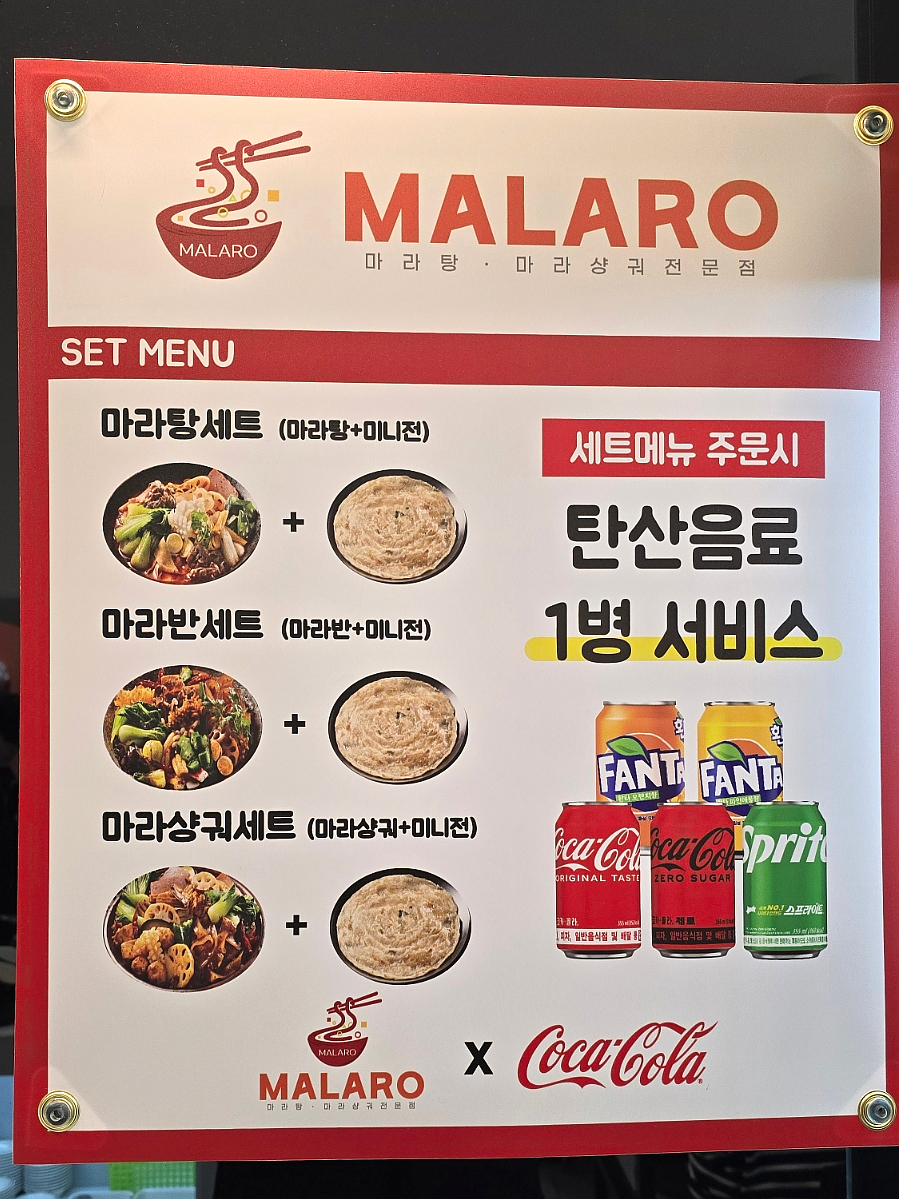 MALARO
MALARO
마라탕 · 마라샹궈전문점
SET MENU
마라탕세트 (마라탕+미니전)
+
마라반세트 (마라반+미니전)
+
마라샹궈세트 (마라샹궈+미니전)
+
세트메뉴 주문시
탄산음료
1병 서비스
FANTA
FANTA
Coca-Cola
ORIGINAL TASTE
Coca-Cola
ZERO SUGAR
Sprite
스프라이트
MALARO
MALARO
마라탕 · 마라샹궈전문점
X
Coca-Cola